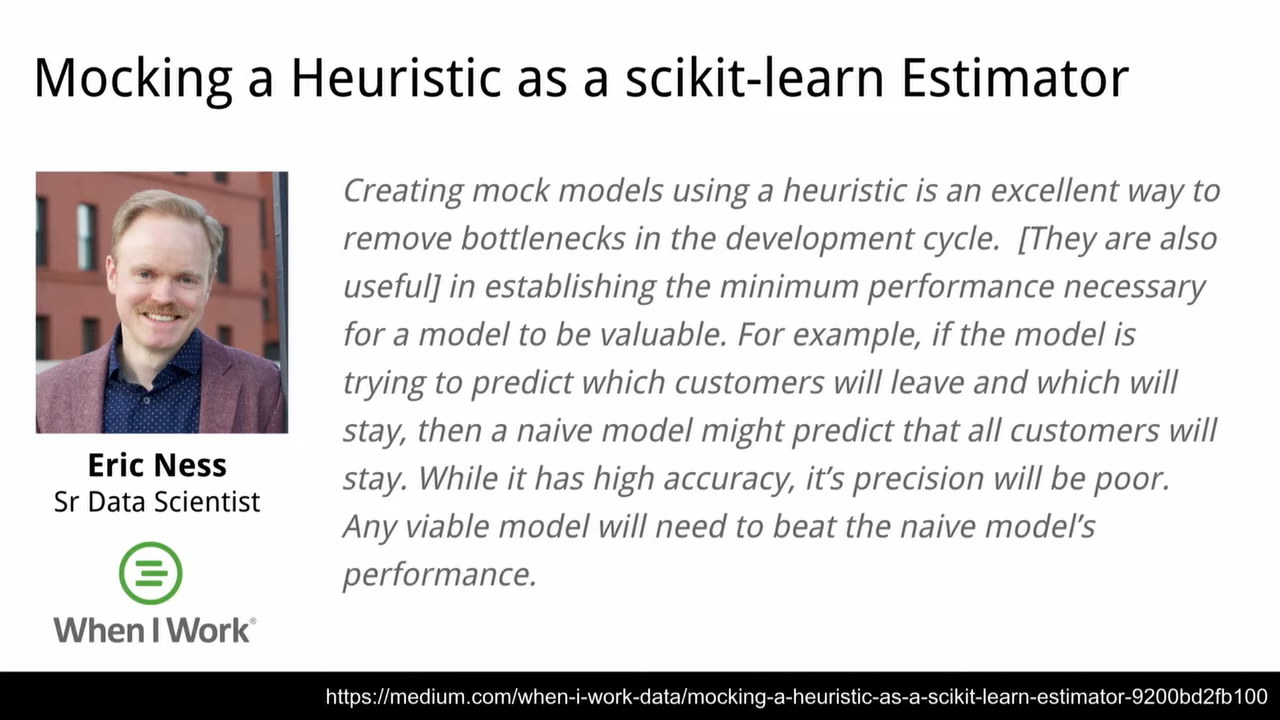 Mocking a Heuristic as a scikit-learn Estimator
Creating mock models using a heuristic is an excellent way to
remove bottlenecks in the development cycle.  [They are also
useful] in establishing the minimum performance necessary
for a model to be valuable. For example, if the model is
trying to predict which customers will leave and which will
stay, then a naive model might predict that all customers will
stay. While it has high accuracy, it’s precision will be poor.
Any viable model will need to beat the naive model’s
performance.
Eric Ness
Sr Data Scientist
When I Work®
https://medium.com/when-i-work-data/mocking-a-heuristic-as-a-scikit-learn-estimator-9200bd2fb100